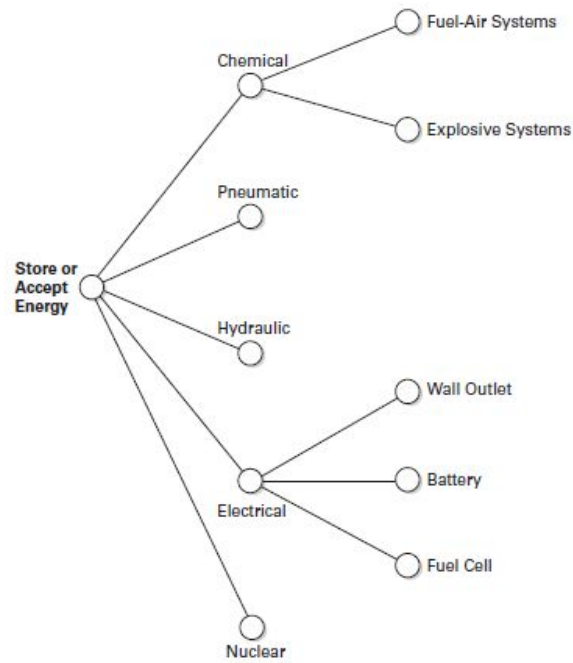 Fuel-Air Systems
Chemical
Explosive Systems
Pneumatic
Store or
Accept
Energy
Hydraulic
Wall Outlet
Battery
Electrical
Fuel Cell
Nuclear